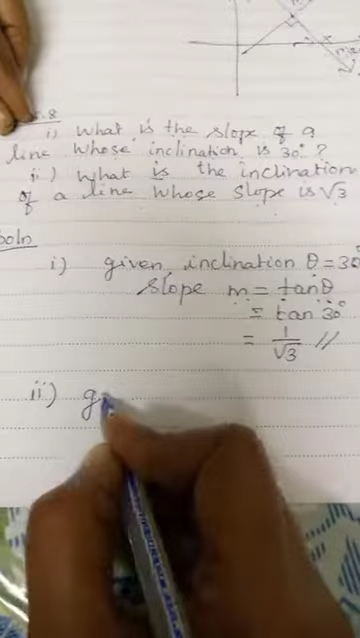 .8
i) What is the slope of a
line whose inclination is 30° ?
ii) What is the inclination
of a line whose slope is √3
soln
i) given, inclination θ = 30°
slope m = tanθ
= tan 30°
= 1/√3 //
ii) g